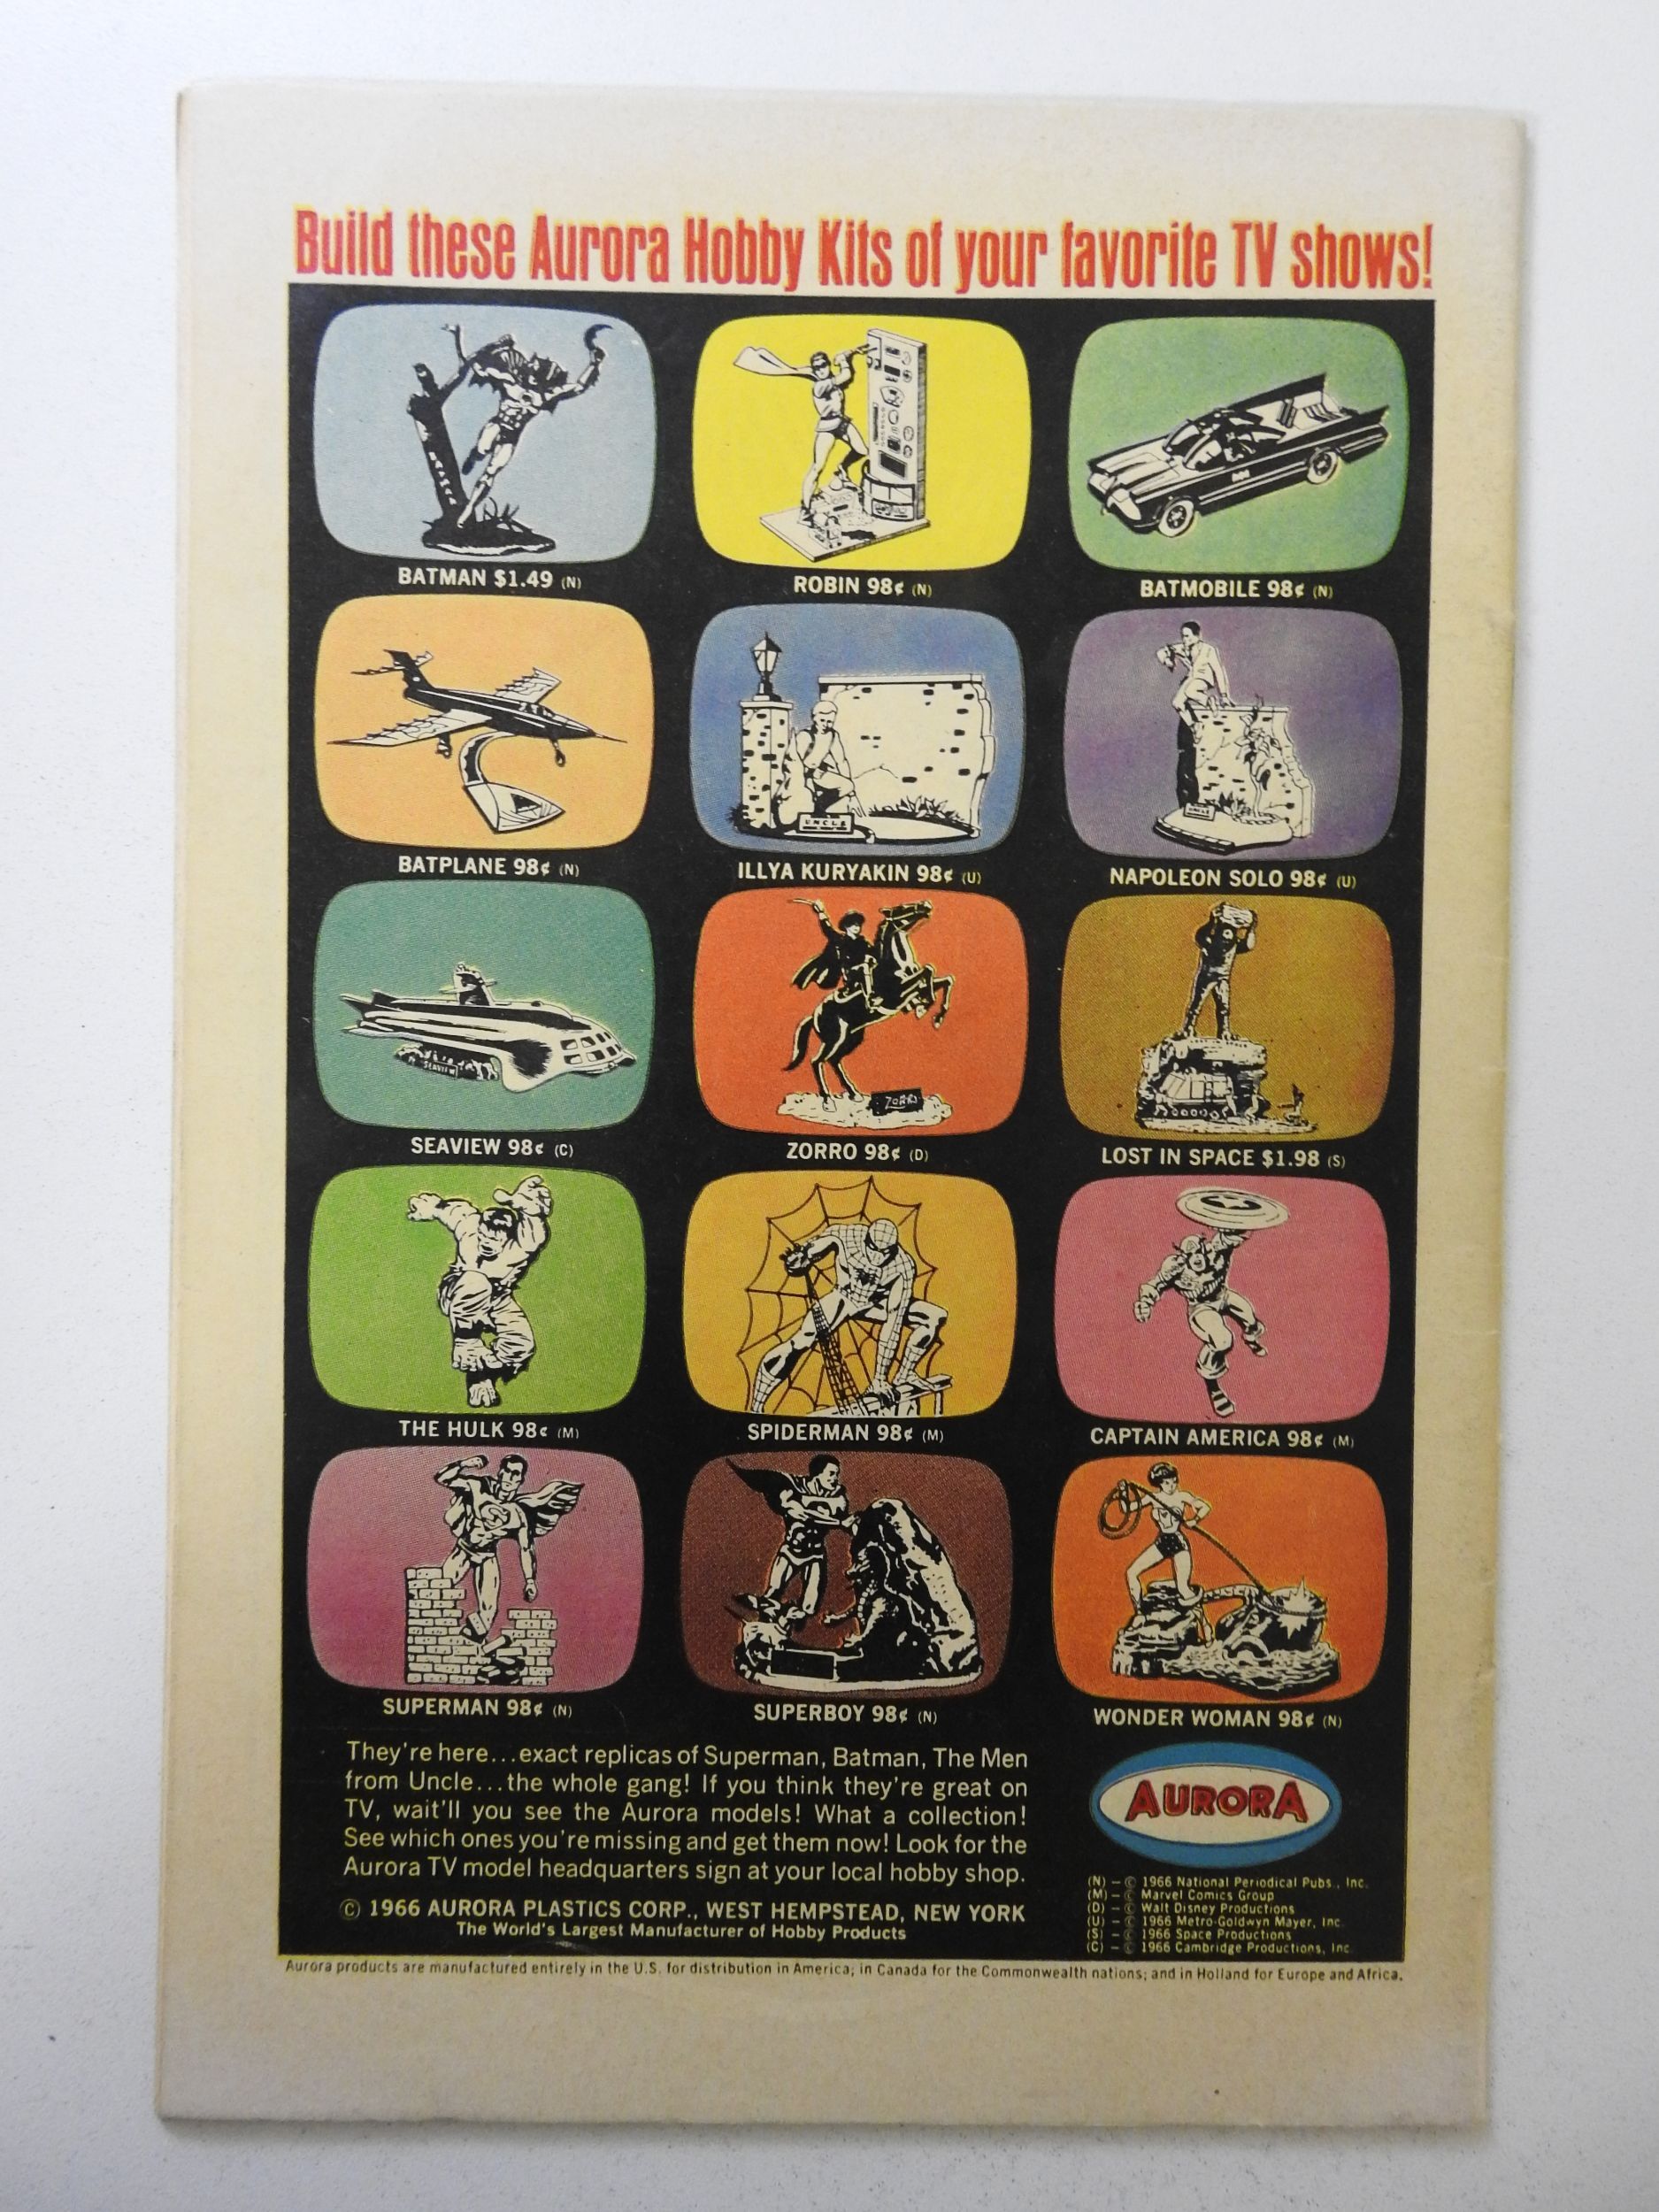 Build these Aurora Hobby Kits of your favorite TV shows!
BATMAN $1.49 (N)
ROBIN 98¢ (N)
BATMOBILE 98¢ (N)
UNCLE
UNCLE
BATPLANE 98¢ (N)
ILLYA KURYAKIN 98¢ (U)
NAPOLEON SOLO 98¢ (U)
SEAVIEW
ZORRO
SEAVIEW 98¢ (C)
ZORRO 98¢ (D)
LOST IN SPACE $1.98 (S)
THE HULK 98¢ (M)
SPIDERMAN 98¢ (M)
CAPTAIN AMERICA 98¢ (M)
SUPERMAN 98¢ (N)
SUPERBOY 98¢ (N)
WONDER WOMAN 98¢ (N)
They're here...exact replicas of Superman, Batman, The Men
from Uncle...the whole gang! If you think they're great on
TV, wait'll you see the Aurora models! What a collection!
See which ones you're missing and get them now! Look for the
Aurora TV model headquarters sign at your local hobby shop.
© 1966 AURORA PLASTICS CORP., WEST HEMPSTEAD, NEW YORK
The World's Largest Manufacturer of Hobby Products
AURORA
(N) – © 1966 National Periodical Pubs., Inc.
(M) – © Marvel Comics Group
(D) – © Walt Disney Productions
(U) – © 1966 Metro-Goldwyn Mayer, Inc.
(S) – © 1966 Space Productions
(C) – © 1966 Cambridge Productions, Inc.
Aurora products are manufactured entirely in the U.S. for distribution in America; in Canada for the Commonwealth nations; and in Holland for Europe and Africa.